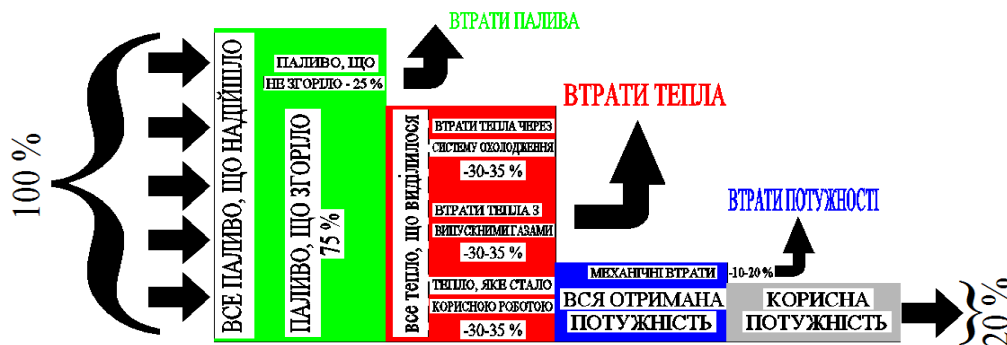 100 %
ВСЕ ПАЛИВО, ЩО НАДІЙШЛО
ПАЛИВО, ЩО
НЕ ЗГОРІЛО - 25 %
ПАЛИВО, ЩО ЗГОРІЛО
75 %
ВТРАТИ ПАЛИВА
все тепло, що виділилося
ВТРАТИ ТЕПЛА ЧЕРЕЗ
СИСТЕМУ ОХОЛОДЖЕННЯ
-30-35 %
ВТРАТИ ТЕПЛА З
ВИПУСКНИМИ ГАЗАМИ
-30-35 %
ТЕПЛО, ЯКЕ СТАЛО
КОРИСНОЮ РОБОТОЮ
-30-35 %
ВТРАТИ ТЕПЛА
МЕХАНІЧНІ ВТРАТИ -10-20 %
ВСЯ ОТРИМАНА
ПОТУЖНІСТЬ
ВТРАТИ ПОТУЖНОСТІ
КОРИСНА
ПОТУЖНІСТЬ
20 %